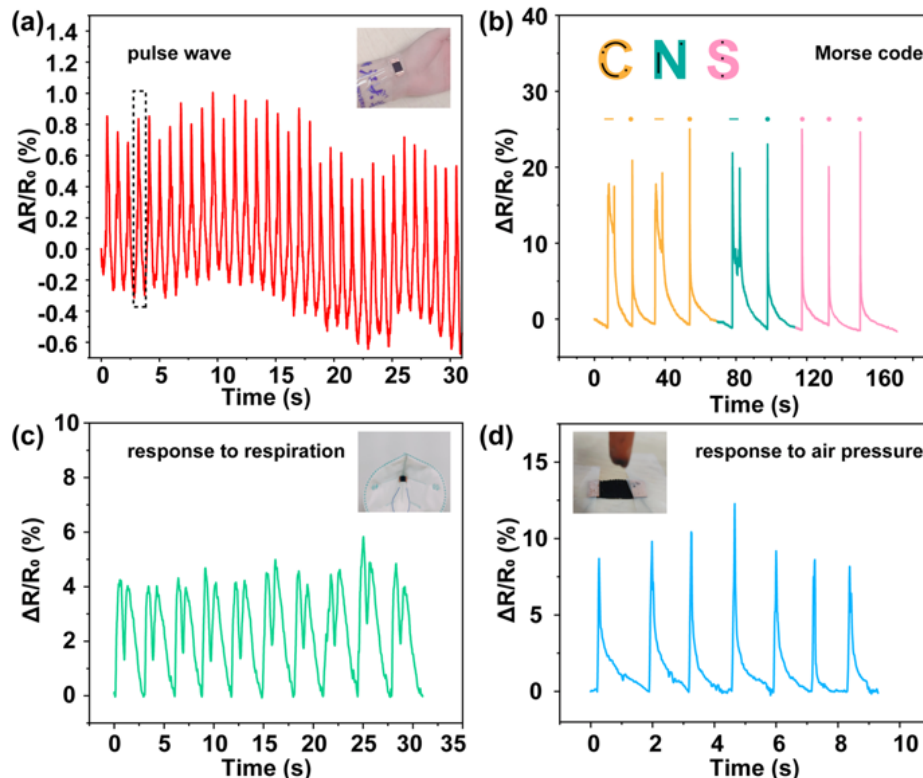 (a)
pulse wave
1.4
1.2
1.0
0.8
0.6
0.4
0.2
0.0
-0.2
-0.4
-0.6
ΔR/R₀ (%)
0 5 10 15 20 25 30
Time (s)
(b)
C N S
Morse code
40
30
20
10
0
ΔR/R₀ (%)
0 40 80 120 160
Time (s)
(c)
response to respiration
10
8
6
4
2
0
ΔR/R₀ (%)
0 5 10 15 20 25 30 35
Time (s)
(d)
response to air pressure
15
10
5
0
ΔR/R₀ (%)
0 2 4 6 8 10
Time (s)